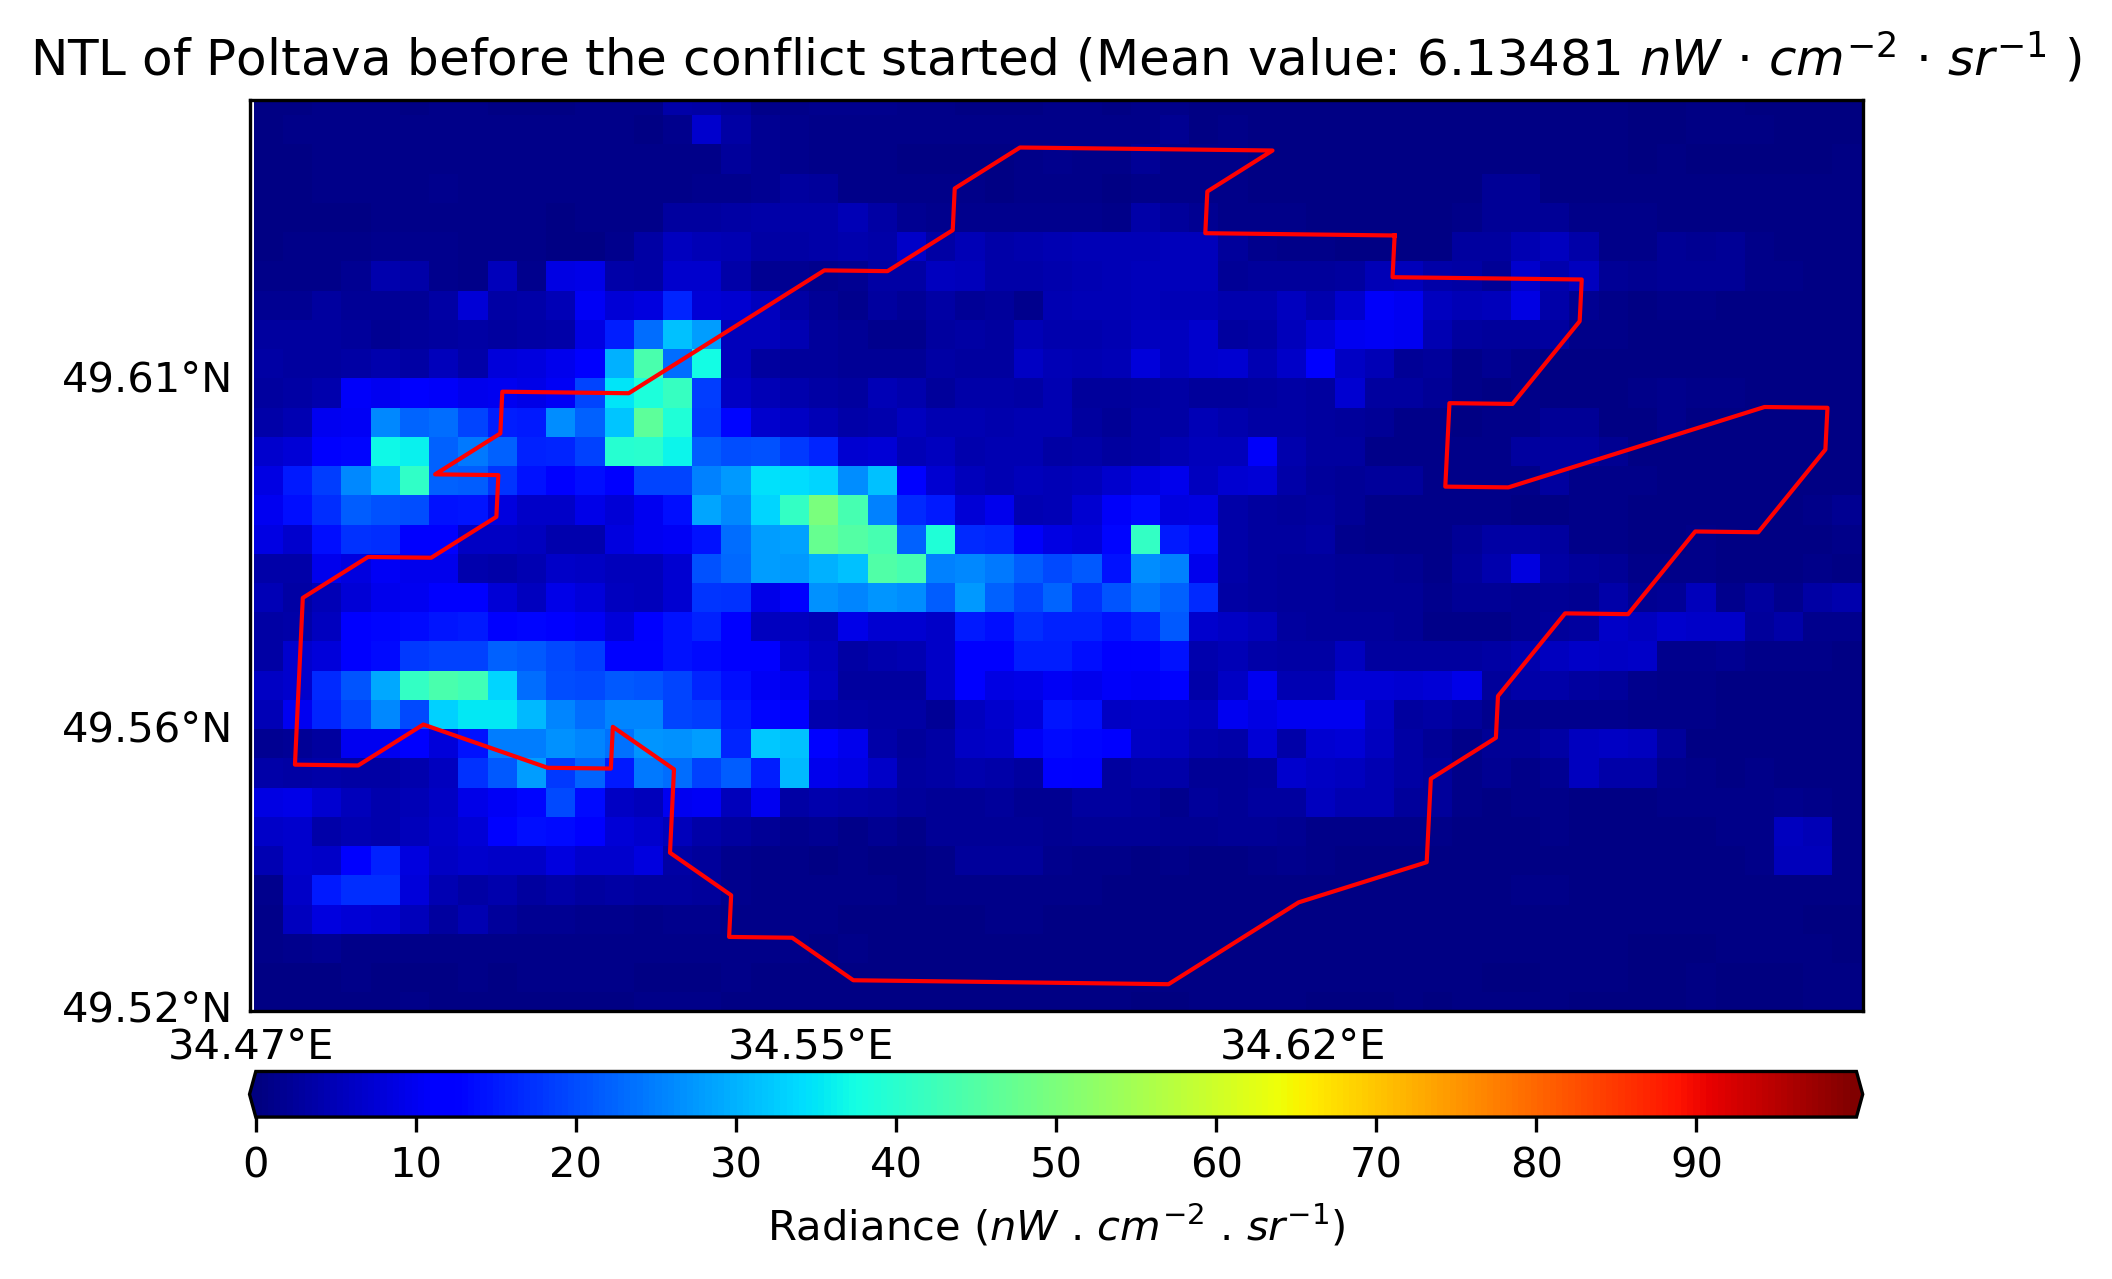 NTL of Poltava before the conflict started (Mean value: 6.13481 nW · cm⁻² · sr⁻¹ )
49.61°N
49.56°N
49.52°N
34.47°E 34.55°E 34.62°E
0 10 20 30 40 50 60 70 80 90
Radiance (nW . cm⁻² . sr⁻¹)